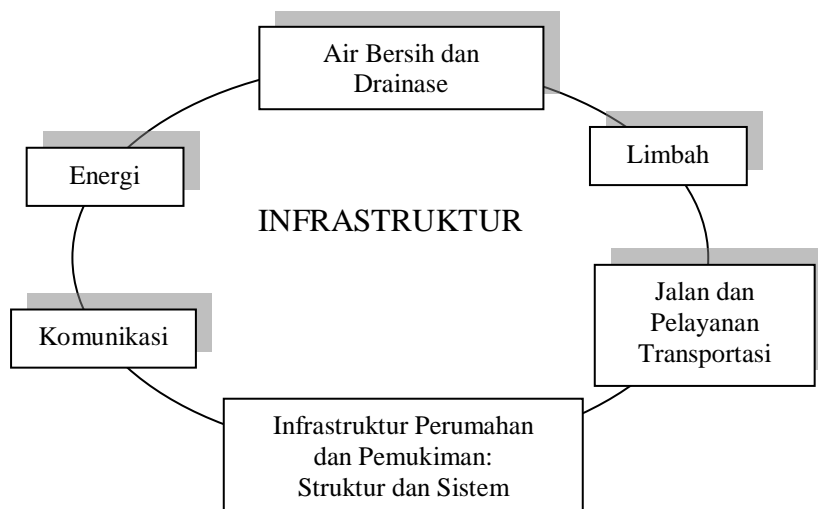 Air Bersih dan
Drainase
Limbah
Energi
INFRASTRUKTUR
Jalan dan
Pelayanan
Transportasi
Komunikasi
Infrastruktur Perumahan
dan Pemukiman:
Struktur dan Sistem